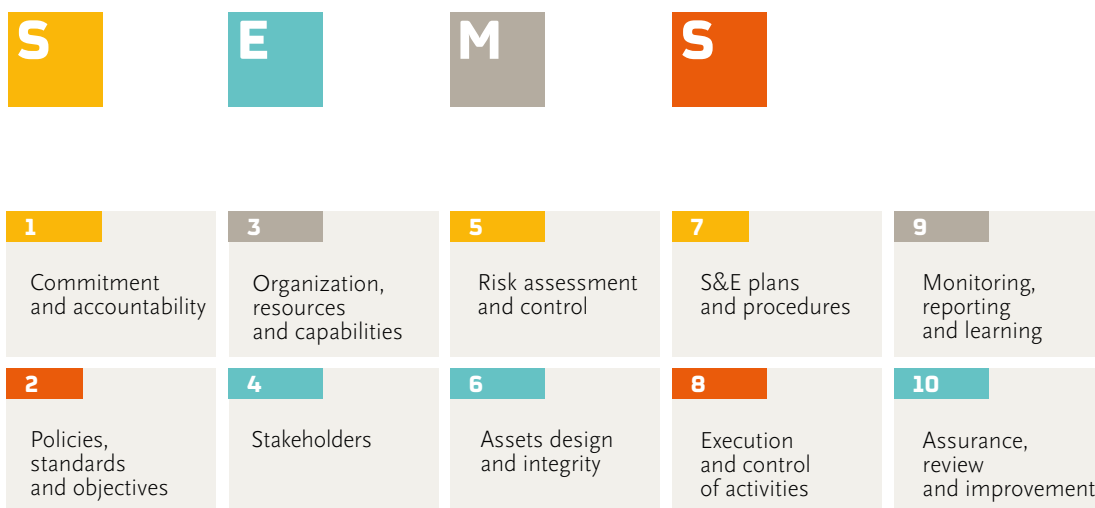 S
E
M
S
1
Commitment
and accountability
3
Organization,
resources
and capabilities
5
Risk assessment
and control
7
S&E plans
and procedures
9
Monitoring,
reporting
and learning
2
Policies,
standards
and objectives
4
Stakeholders
6
Assets design
and integrity
8
Execution
and control
of activities
10
Assurance,
review
and improvement